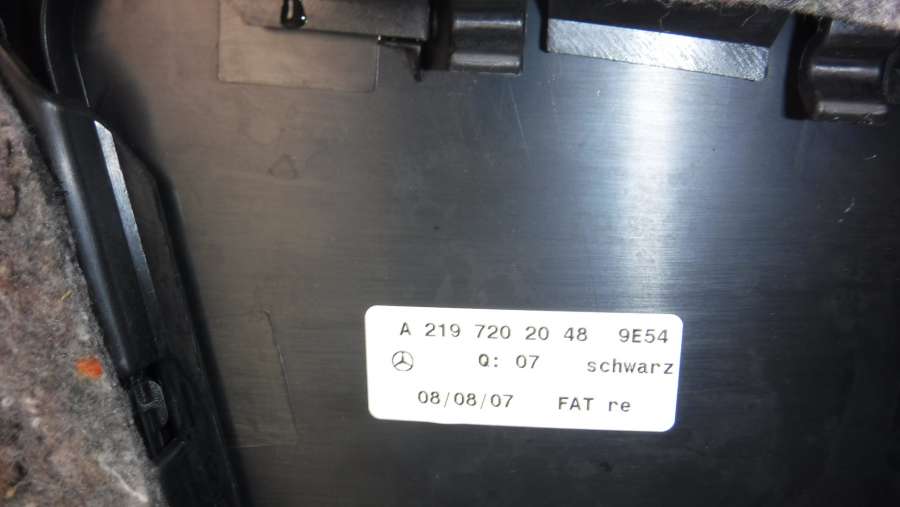 A 219 720 20 48 9E54
Q: 07 schwarz
08/08/07 FAT re